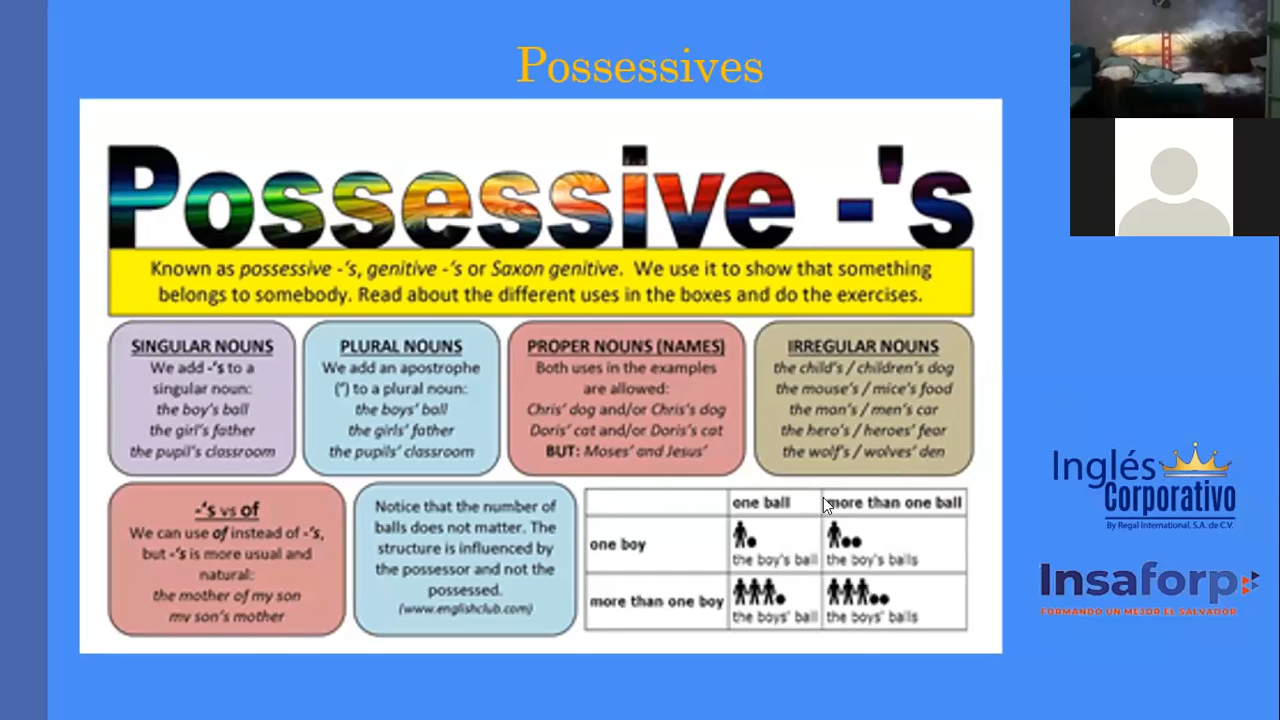 Possessives
Possessive -'s
Known as possessive -'s, genitive -'s or Saxon genitive. We use it to show that something
belongs to somebody. Read about the different uses in the boxes and do the exercises.
SINGULAR NOUNS
We add -'s to a
singular noun:
the boy's ball
the girl's father
the pupil's classroom
PLURAL NOUNS
We add an apostrophe
(') to a plural noun:
the boys' ball
the girls' father
the pupils' classroom
PROPER NOUNS (NAMES)
Both uses in the examples
are allowed:
Chris' dog and/or Chris's dog
Doris' cat and/or Doris's cat
BUT: Moses' and Jesus'
IRREGULAR NOUNS
the child's / children's dog
the mouse's / mice's food
the man's / men's car
the hero's / heroes' fear
the wolf's / wolves' den
-'s vs of
We can use of instead of -'s,
but -'s is more usual and
natural:
the mother of my son
my son's mother
Notice that the number of
balls does not matter. The
structure is influenced by
the possessor and not the
possessed.
(www.englishclub.com)
one ball more than one ball
one boy
the boy's ball the boy's balls
more than one boy
the boys' ball the boys' balls
Inglés
Corporativo
By Regal International, S.A. de C.V.
Insaforp
FORMANDO UN MEJOR EL SALVADOR